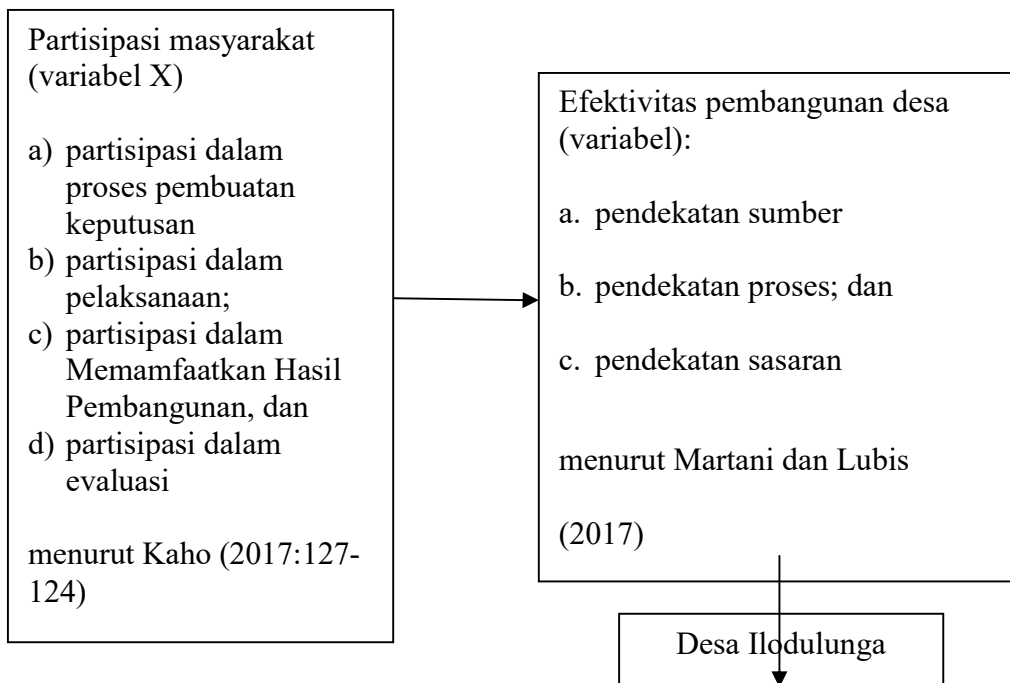 Partisipasi masyarakat
(variabel X)
a) partisipasi dalam
proses pembuatan
keputusan
b) partisipasi dalam
pelaksanaan;
c) partisipasi dalam
Memamfaatkan Hasil
Pembangunan, dan
d) partisipasi dalam
evaluasi
menurut Kaho (2017:127-
124)
Efektivitas pembangunan desa
(variabel):
a. pendekatan sumber
b. pendekatan proses; dan
c. pendekatan sasaran
menurut Martani dan Lubis
(2017)
Desa Ilodulunga